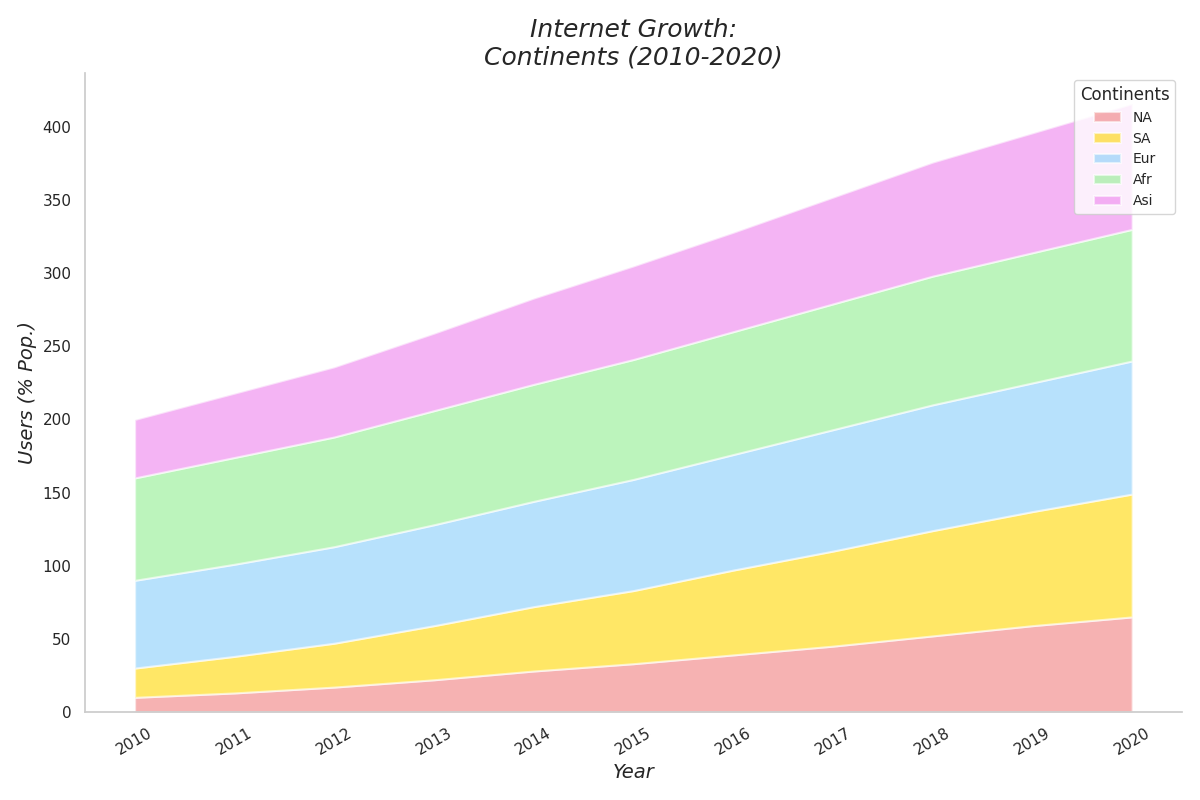 Internet Growth:
Continents (2010-2020)
Users (% Pop.)
400
350
300
250
200
150
100
50
0
2010
2011
2012
2013
2014
2015
2016
2017
2018
2019
2020
Year
Continents
NA
SA
Eur
Afr
Asi